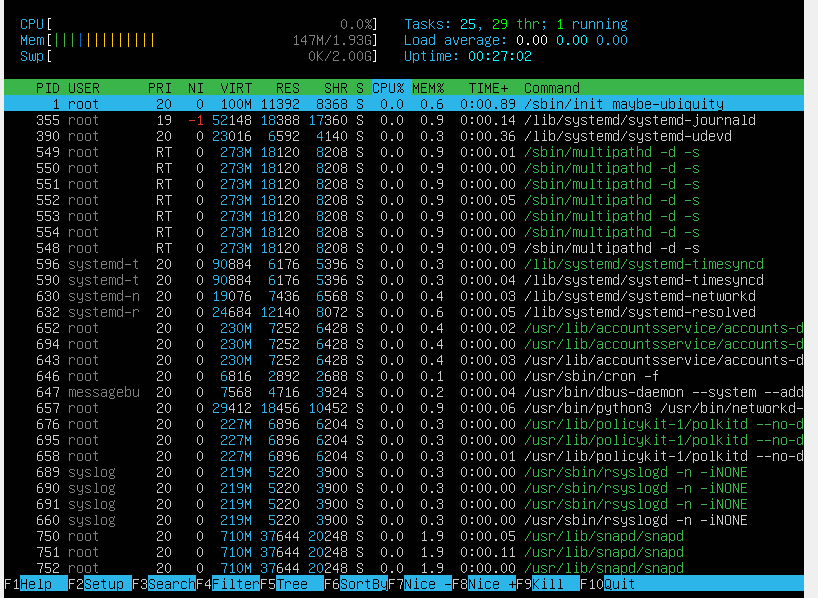 CPU[ 0.0%] Tasks: 25, 29 thr; 1 running
Mem[|||||||||||||| 147M/1.93G] Load average: 0.00 0.00 0.00
Swp[ 0K/2.00G] Uptime: 00:27:02
PID USER PRI NI VIRT RES SHR S CPU% MEM% TIME+ Command
1 root 20 0 100M 11392 8368 S 0.0 0.6 0:00.89 /sbin/init maybe-ubiquity
355 root 19 -1 52148 18388 17360 S 0.0 0.9 0:00.14 /lib/systemd/systemd-journald
390 root 20 0 23016 6592 4140 S 0.0 0.3 0:00.36 /lib/systemd/systemd-udevd
549 root RT 0 273M 18120 8208 S 0.0 0.9 0:00.01 /sbin/multipathd -d -s
550 root RT 0 273M 18120 8208 S 0.0 0.9 0:00.00 /sbin/multipathd -d -s
551 root RT 0 273M 18120 8208 S 0.0 0.9 0:00.00 /sbin/multipathd -d -s
552 root RT 0 273M 18120 8208 S 0.0 0.9 0:00.05 /sbin/multipathd -d -s
553 root RT 0 273M 18120 8208 S 0.0 0.9 0:00.00 /sbin/multipathd -d -s
554 root RT 0 273M 18120 8208 S 0.0 0.9 0:00.00 /sbin/multipathd -d -s
548 root RT 0 273M 18120 8208 S 0.0 0.9 0:00.09 /sbin/multipathd -d -s
596 systemd-t 20 0 90884 6176 5396 S 0.0 0.3 0:00.00 /lib/systemd/systemd-timesyncd
590 systemd-t 20 0 90884 6176 5396 S 0.0 0.3 0:00.04 /lib/systemd/systemd-timesyncd
630 systemd-n 20 0 19076 7436 6568 S 0.0 0.4 0:00.03 /lib/systemd/systemd-networkd
632 systemd-r 20 0 24684 12140 8072 S 0.0 0.6 0:00.05 /lib/systemd/systemd-resolved
652 root 20 0 230M 7252 6428 S 0.0 0.4 0:00.02 /usr/lib/accountsservice/accounts-d
694 root 20 0 230M 7252 6428 S 0.0 0.4 0:00.00 /usr/lib/accountsservice/accounts-d
643 root 20 0 230M 7252 6428 S 0.0 0.4 0:00.03 /usr/lib/accountsservice/accounts-d
646 root 20 0 6816 2892 2688 S 0.0 0.1 0:00.00 /usr/sbin/cron -f
647 messagebu 20 0 7568 4716 3924 S 0.0 0.2 0:00.04 /usr/bin/dbus-daemon --system --add
657 root 20 0 29412 18456 10452 S 0.0 0.9 0:00.06 /usr/bin/python3 /usr/bin/networkd-
676 root 20 0 227M 6896 6204 S 0.0 0.3 0:00.00 /usr/lib/policykit-1/polkitd --no-d
695 root 20 0 227M 6896 6204 S 0.0 0.3 0:00.00 /usr/lib/policykit-1/polkitd --no-d
658 root 20 0 227M 6896 6204 S 0.0 0.3 0:00.01 /usr/lib/policykit-1/polkitd --no-d
689 syslog 20 0 219M 5220 3900 S 0.0 0.3 0:00.00 /usr/sbin/rsyslogd -n -iNONE
690 syslog 20 0 219M 5220 3900 S 0.0 0.3 0:00.00 /usr/sbin/rsyslogd -n -iNONE
691 syslog 20 0 219M 5220 3900 S 0.0 0.3 0:00.00 /usr/sbin/rsyslogd -n -iNONE
660 syslog 20 0 219M 5220 3900 S 0.0 0.3 0:00.00 /usr/sbin/rsyslogd -n -iNONE
750 root 20 0 710M 37644 20248 S 0.0 1.9 0:00.05 /usr/lib/snapd/snapd
751 root 20 0 710M 37644 20248 S 0.0 1.9 0:00.11 /usr/lib/snapd/snapd
752 root 20 0 710M 37644 20248 S 0.0 1.9 0:00.00 /usr/lib/snapd/snapd
F1Help F2Setup F3SearchF4FilterF5Tree F6SortByF7Nice -F8Nice +F9Kill F10Quit